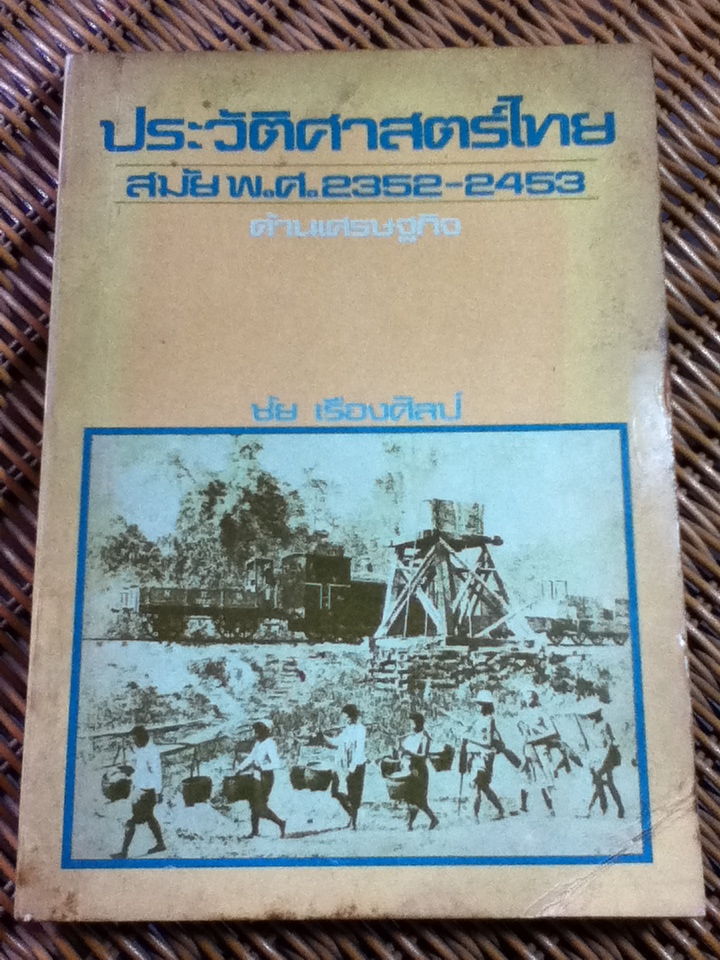 ประวัติศาสตร์ไทย
สมัย พ.ศ. 2352-2453
ด้านเศรษฐกิจ
ชัย เรืองศิลป์